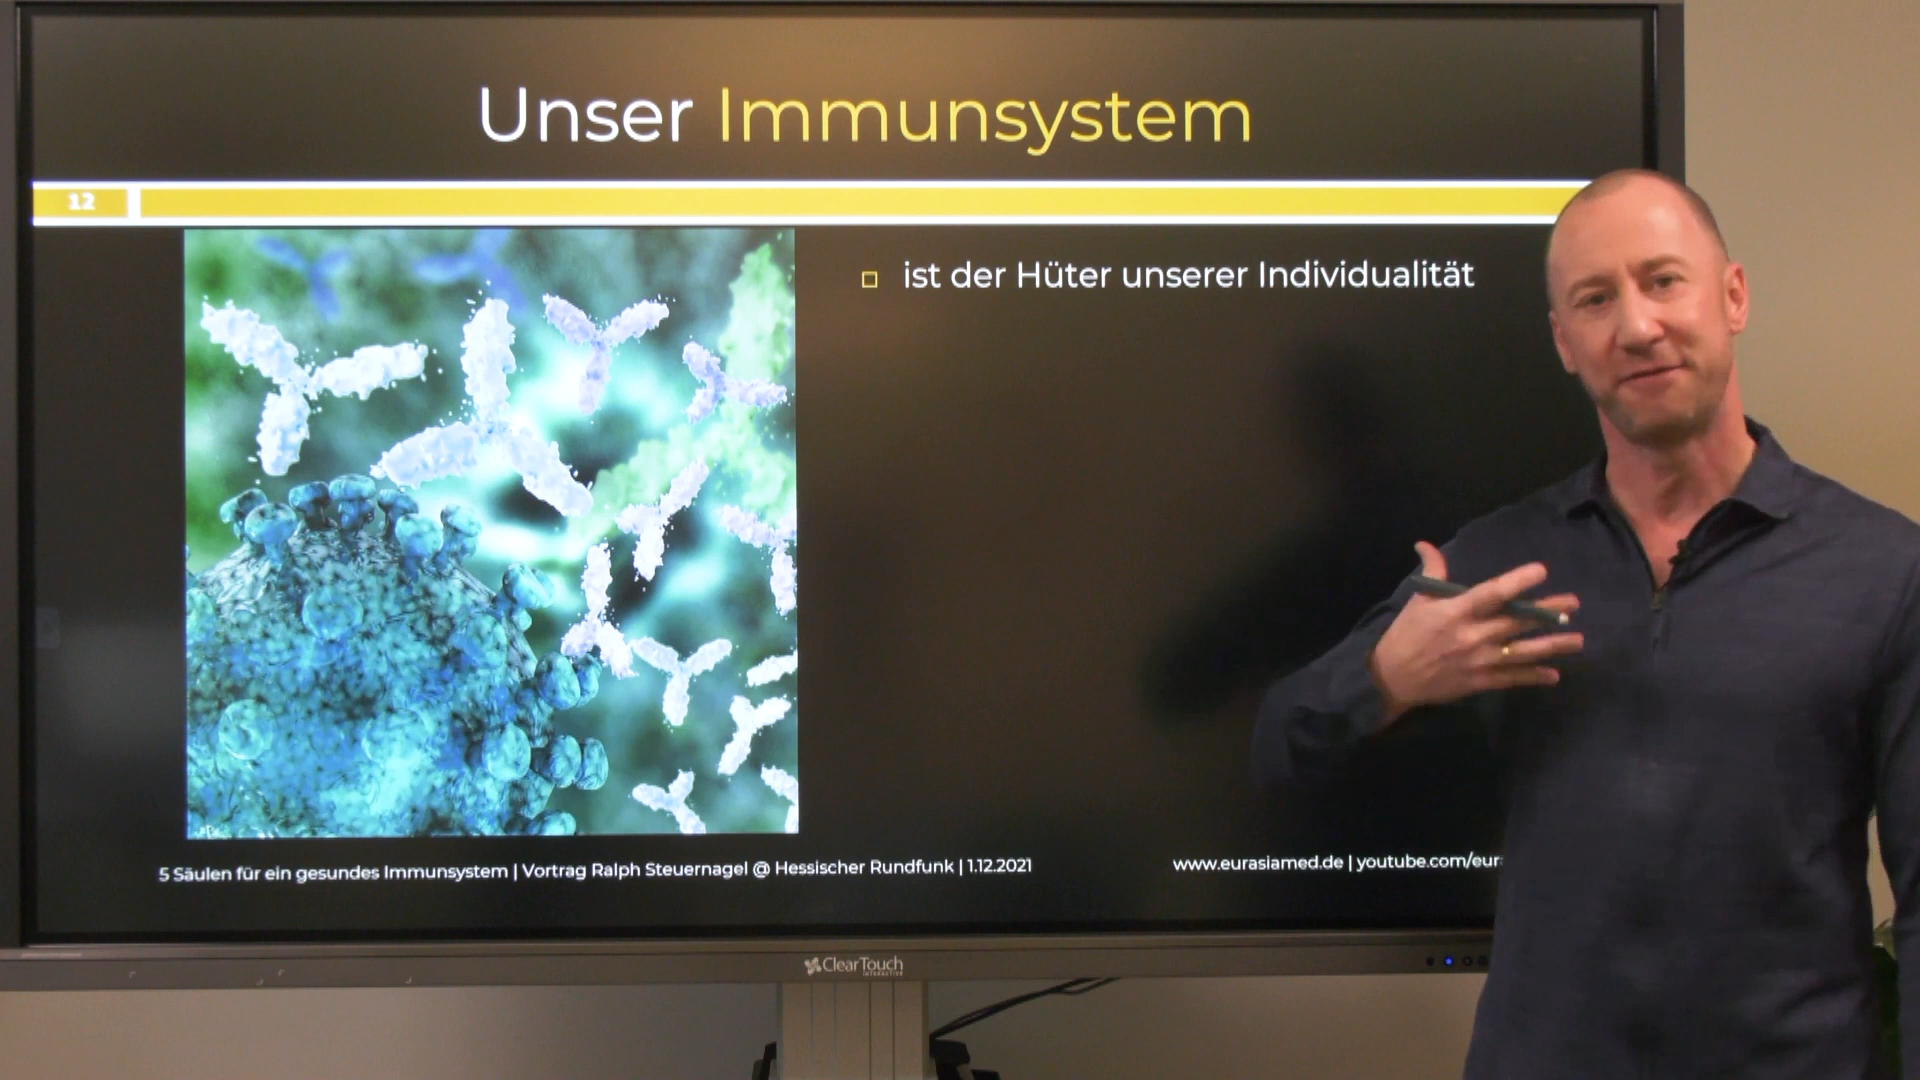 Unser Immunsystem
12
ist der Hüter unserer Individualität
5 Säulen für ein gesundes Immunsystem | Vortrag Ralph Steuernagel @ Hessischer Rundfunk | 1.12.2021
www.eurasiamed.de | youtube.com/eur
ClearTouch
INTERACTIVE